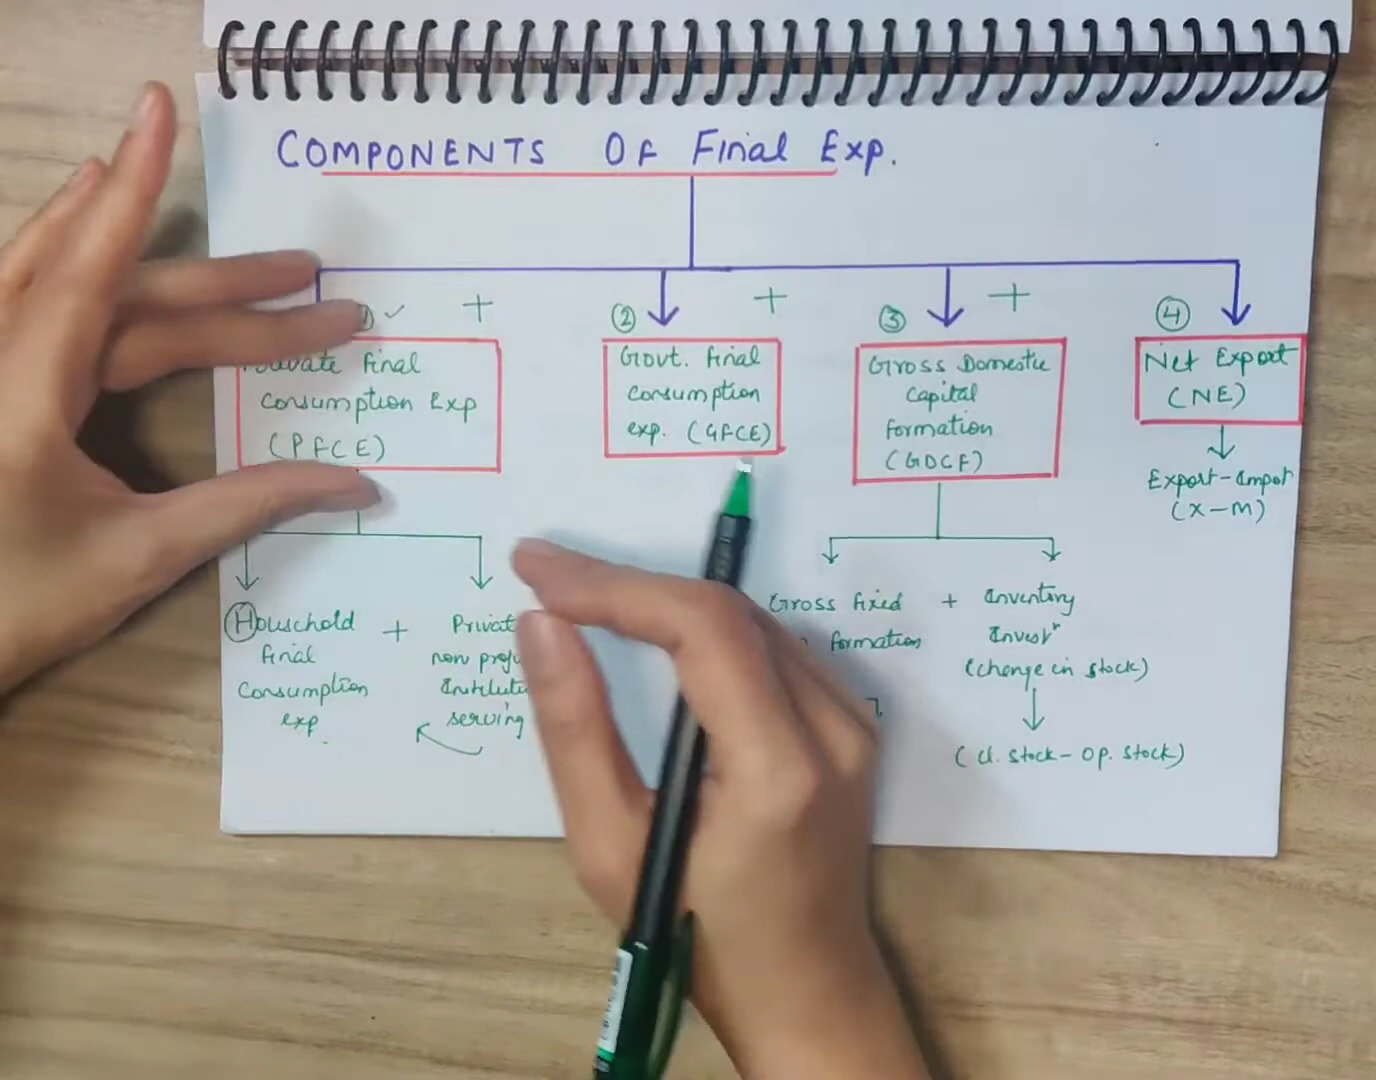 COMPONENTS OF Final Exp.
+
+
+
②
③
④
final
Consumption Exp
(PFCE)
Govt. final
Consumption
exp. (GFCE)
Gross Domestic
Capital
formation
(GDCF)
Net Export
(NE)
Export-Import
(X-M)
Household
final
Consumption
exp.
+
non
serving
Gross fixed
formation
+
Inventory
(change in stock)
(Cl. stock - Op. stock)